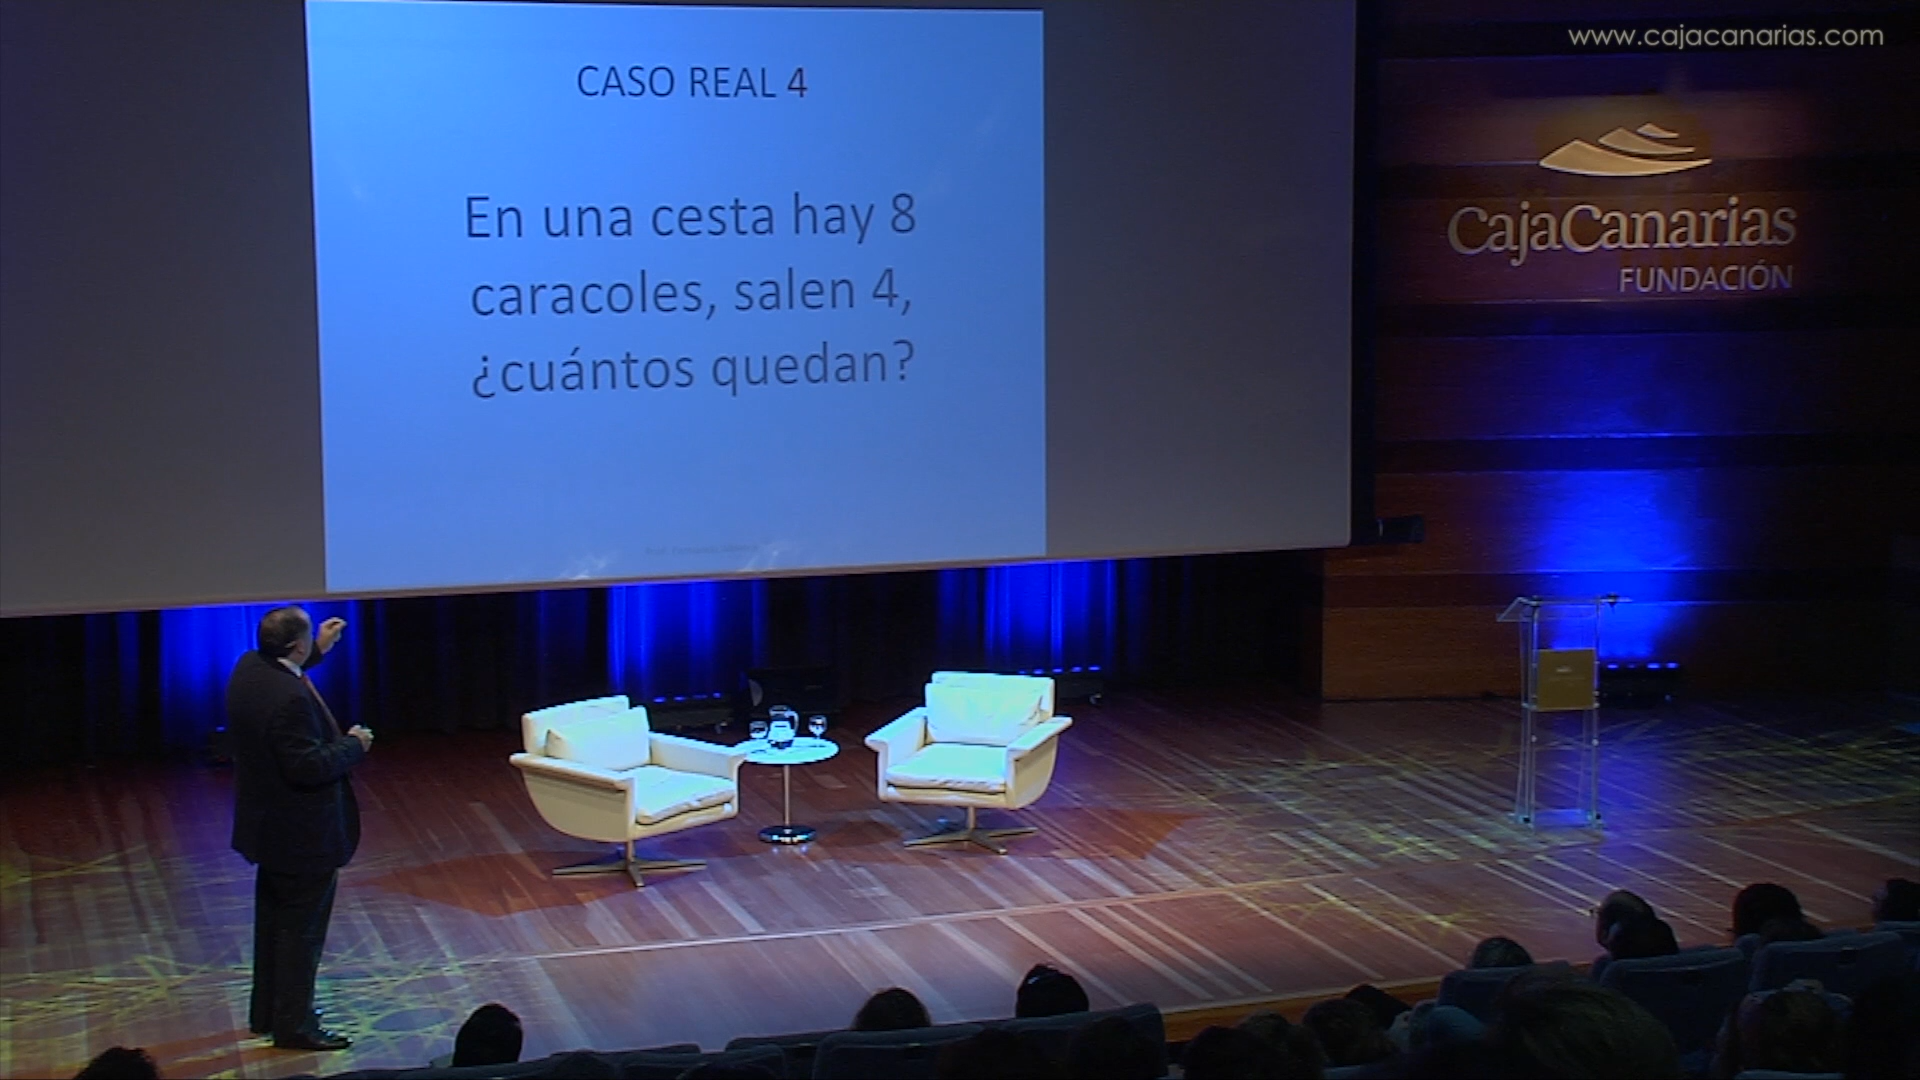 www.cajacanarias.com
CASO REAL 4
En una cesta hay 8
caracoles, salen 4,
¿cuántos quedan?
CajaCanarias
FUNDACIÓN